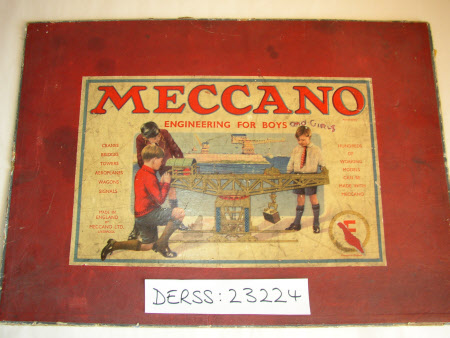 MECCANO
ENGINEERING FOR BOYS and Girls
CRANES
BRIDGES
TOWERS
AEROPLANES
WAGONS
SIGNALS
MADE IN
ENGLAND
BY
MECCANO LTD.
LIVERPOOL
HUNDREDS
OF
WORKING
MODELS
CAN BE
MADE WITH
MECCANO
E
DERSS:23224